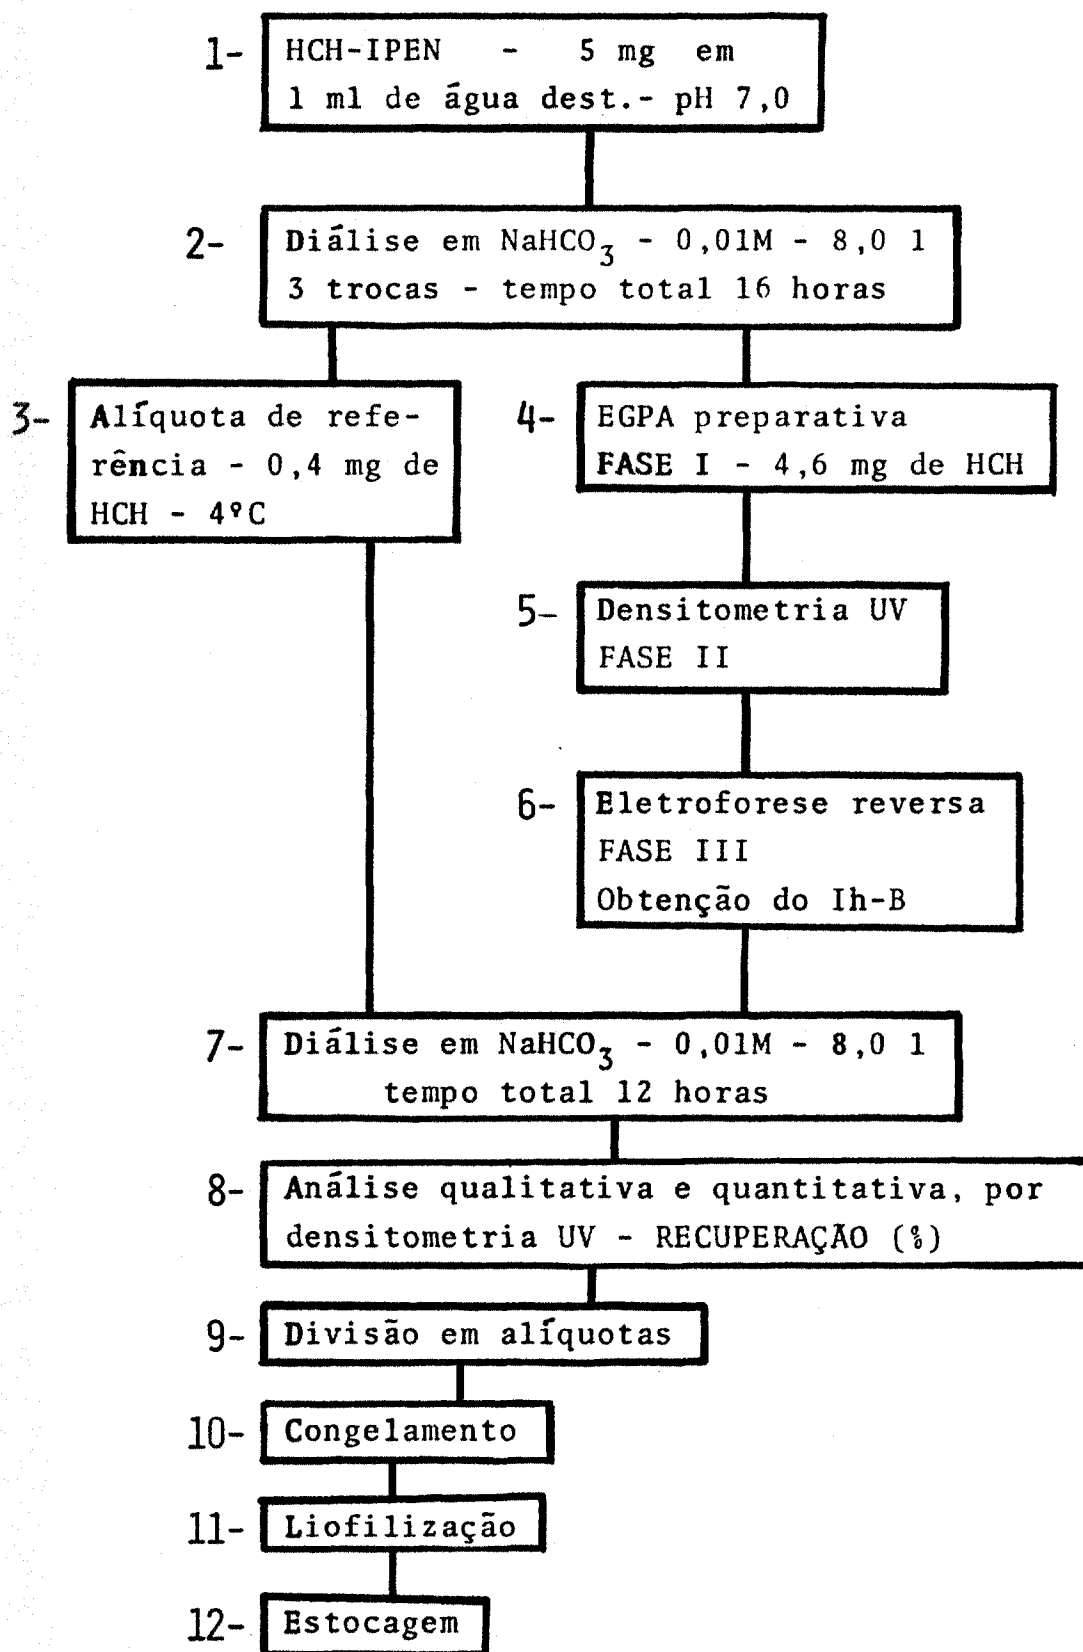 1- HCH-IPEN - 5 mg em
1 ml de água dest.- pH 7,0
2- Diálise em NaHCO3 - 0,01M - 8,0 l
3 trocas - tempo total 16 horas
3- Alíquota de refe-
rência - 0,4 mg de
HCH - 4ºC
4- EGPA preparativa
FASE I - 4,6 mg de HCH
5- Densitometria UV
FASE II
6- Eletroforese reversa
FASE III
Obtenção do Ih-B
7- Diálise em NaHCO3 - 0,01M - 8,0 l
tempo total 12 horas
8- Análise qualitativa e quantitativa, por
densitometria UV - RECUPERAÇÃO (%)
9- Divisão em alíquotas
10- Congelamento
11- Liofilização
12- Estocagem